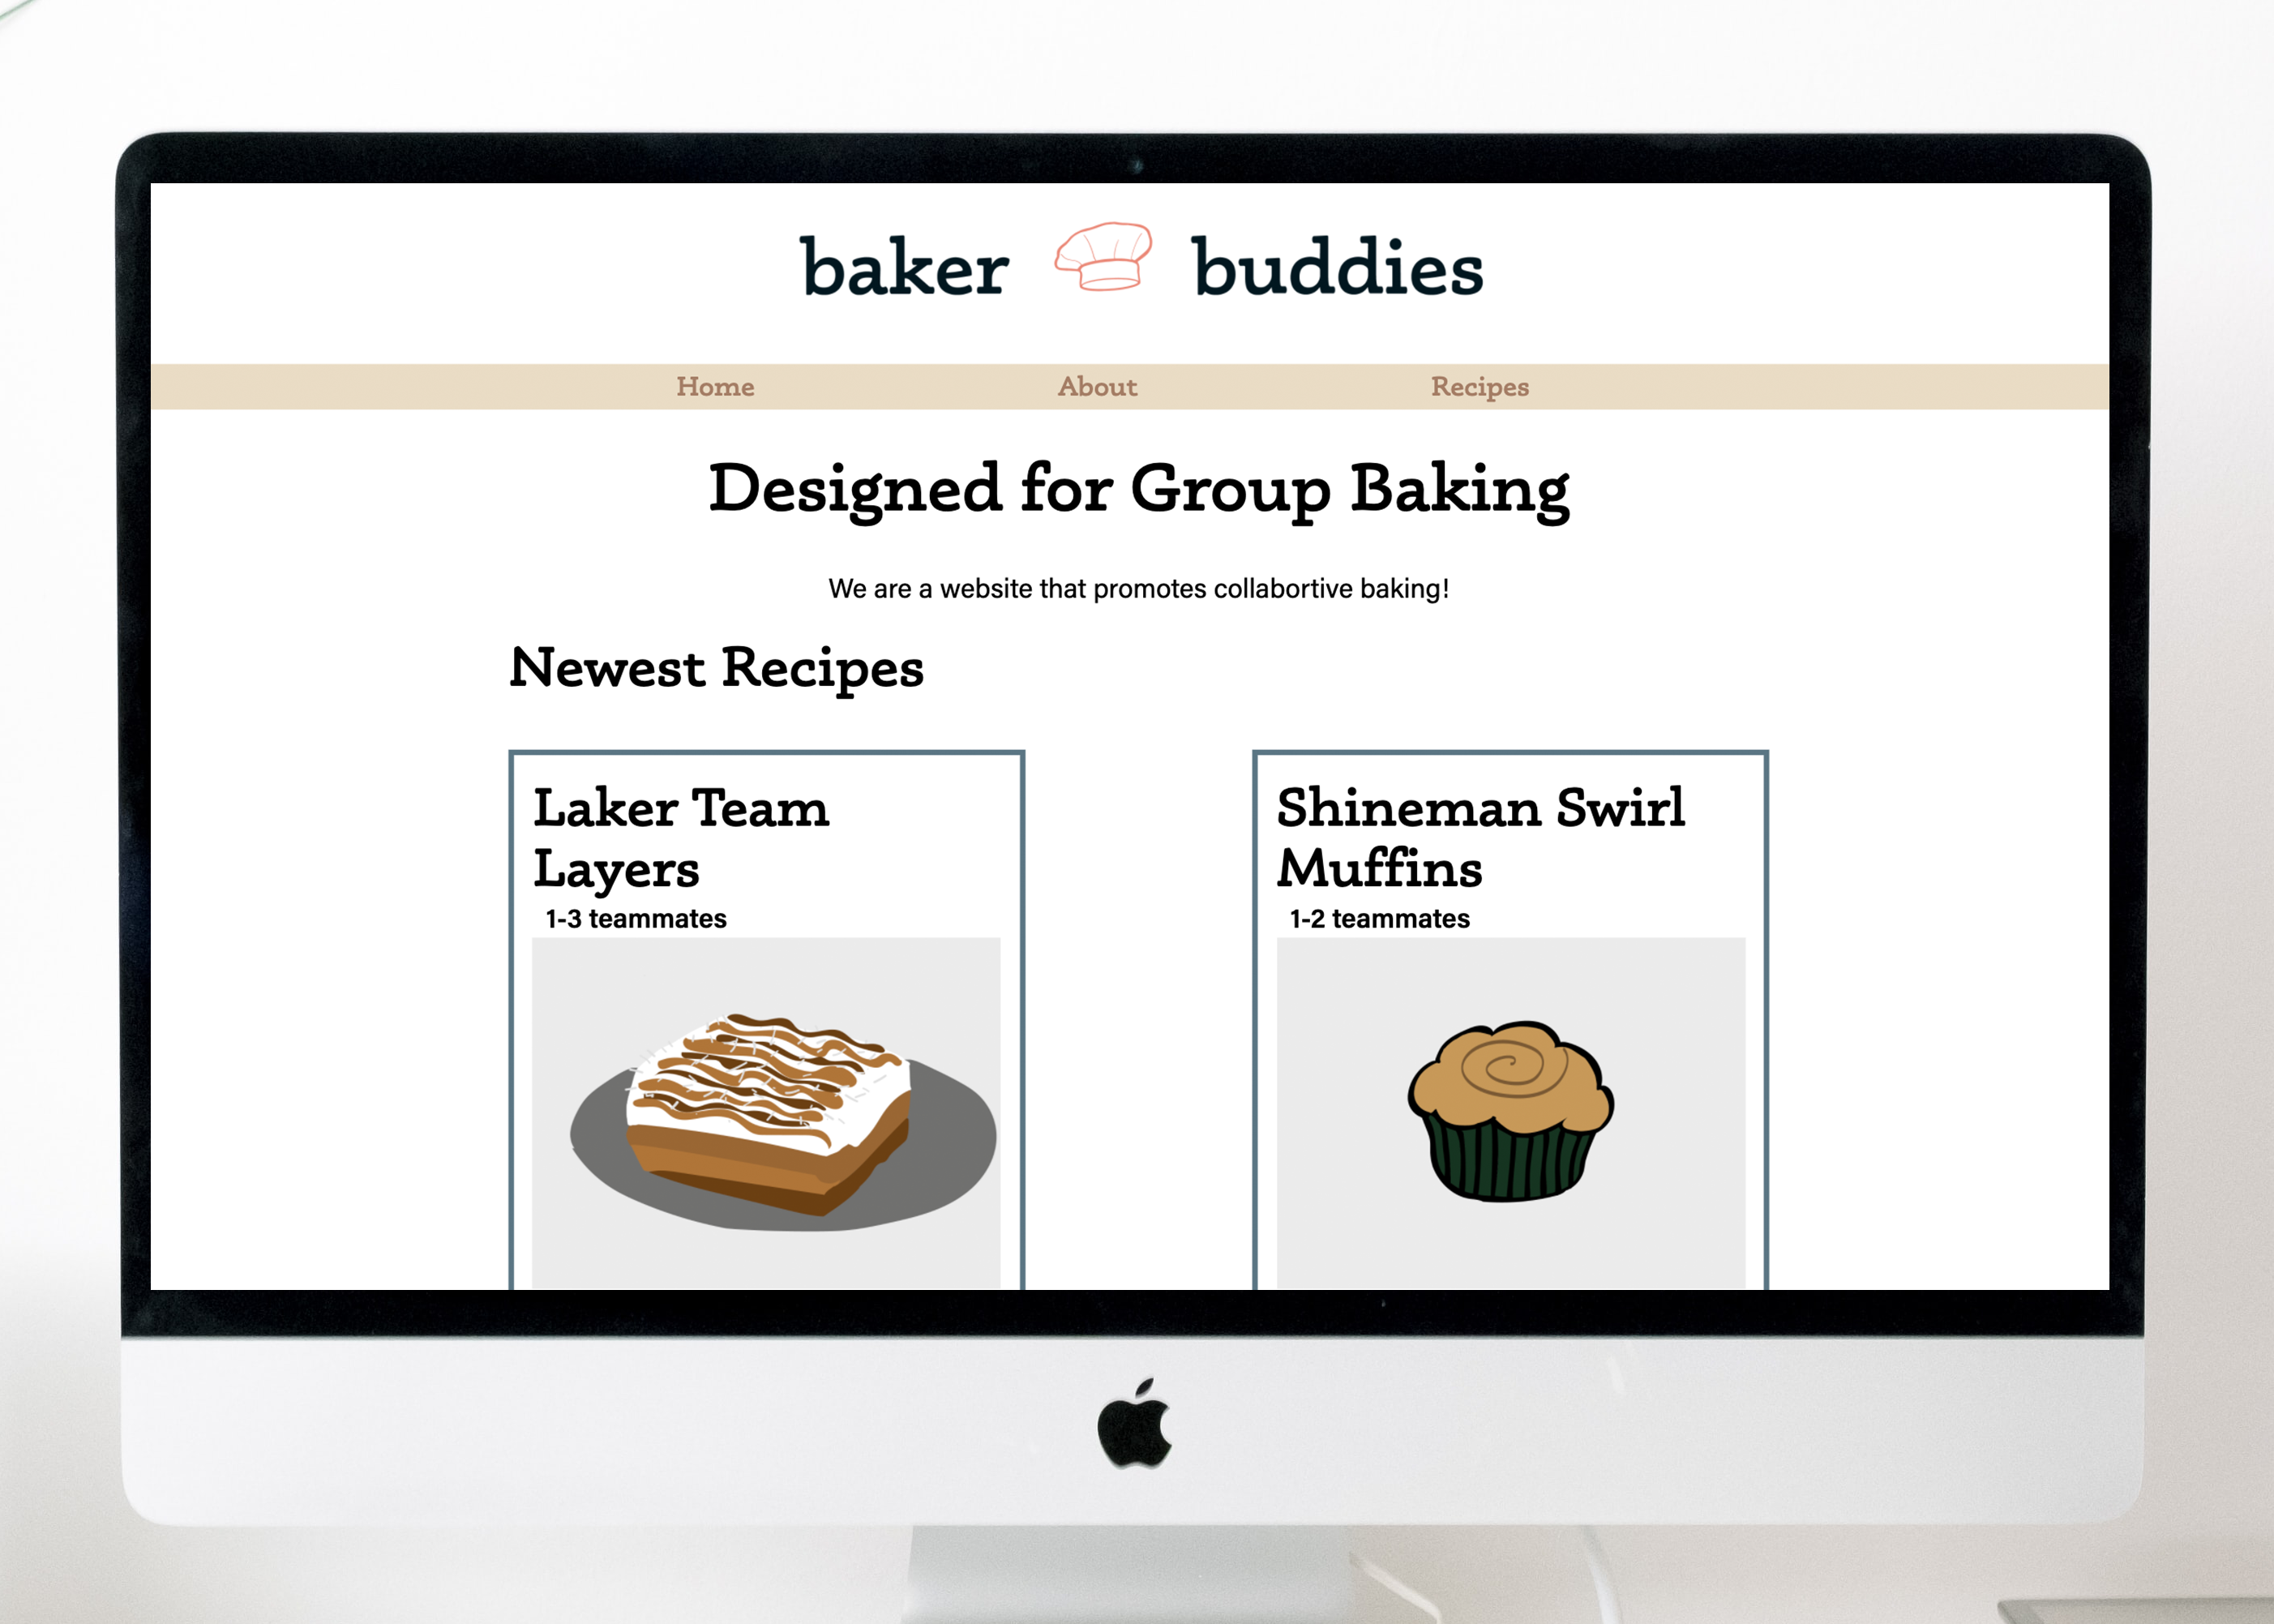 baker buddies
Home About Recipes
Designed for Group Baking
We are a website that promotes collabortive baking!
Newest Recipes
Laker Team
Layers
1-3 teammates
Shineman Swirl
Muffins
1-2 teammates